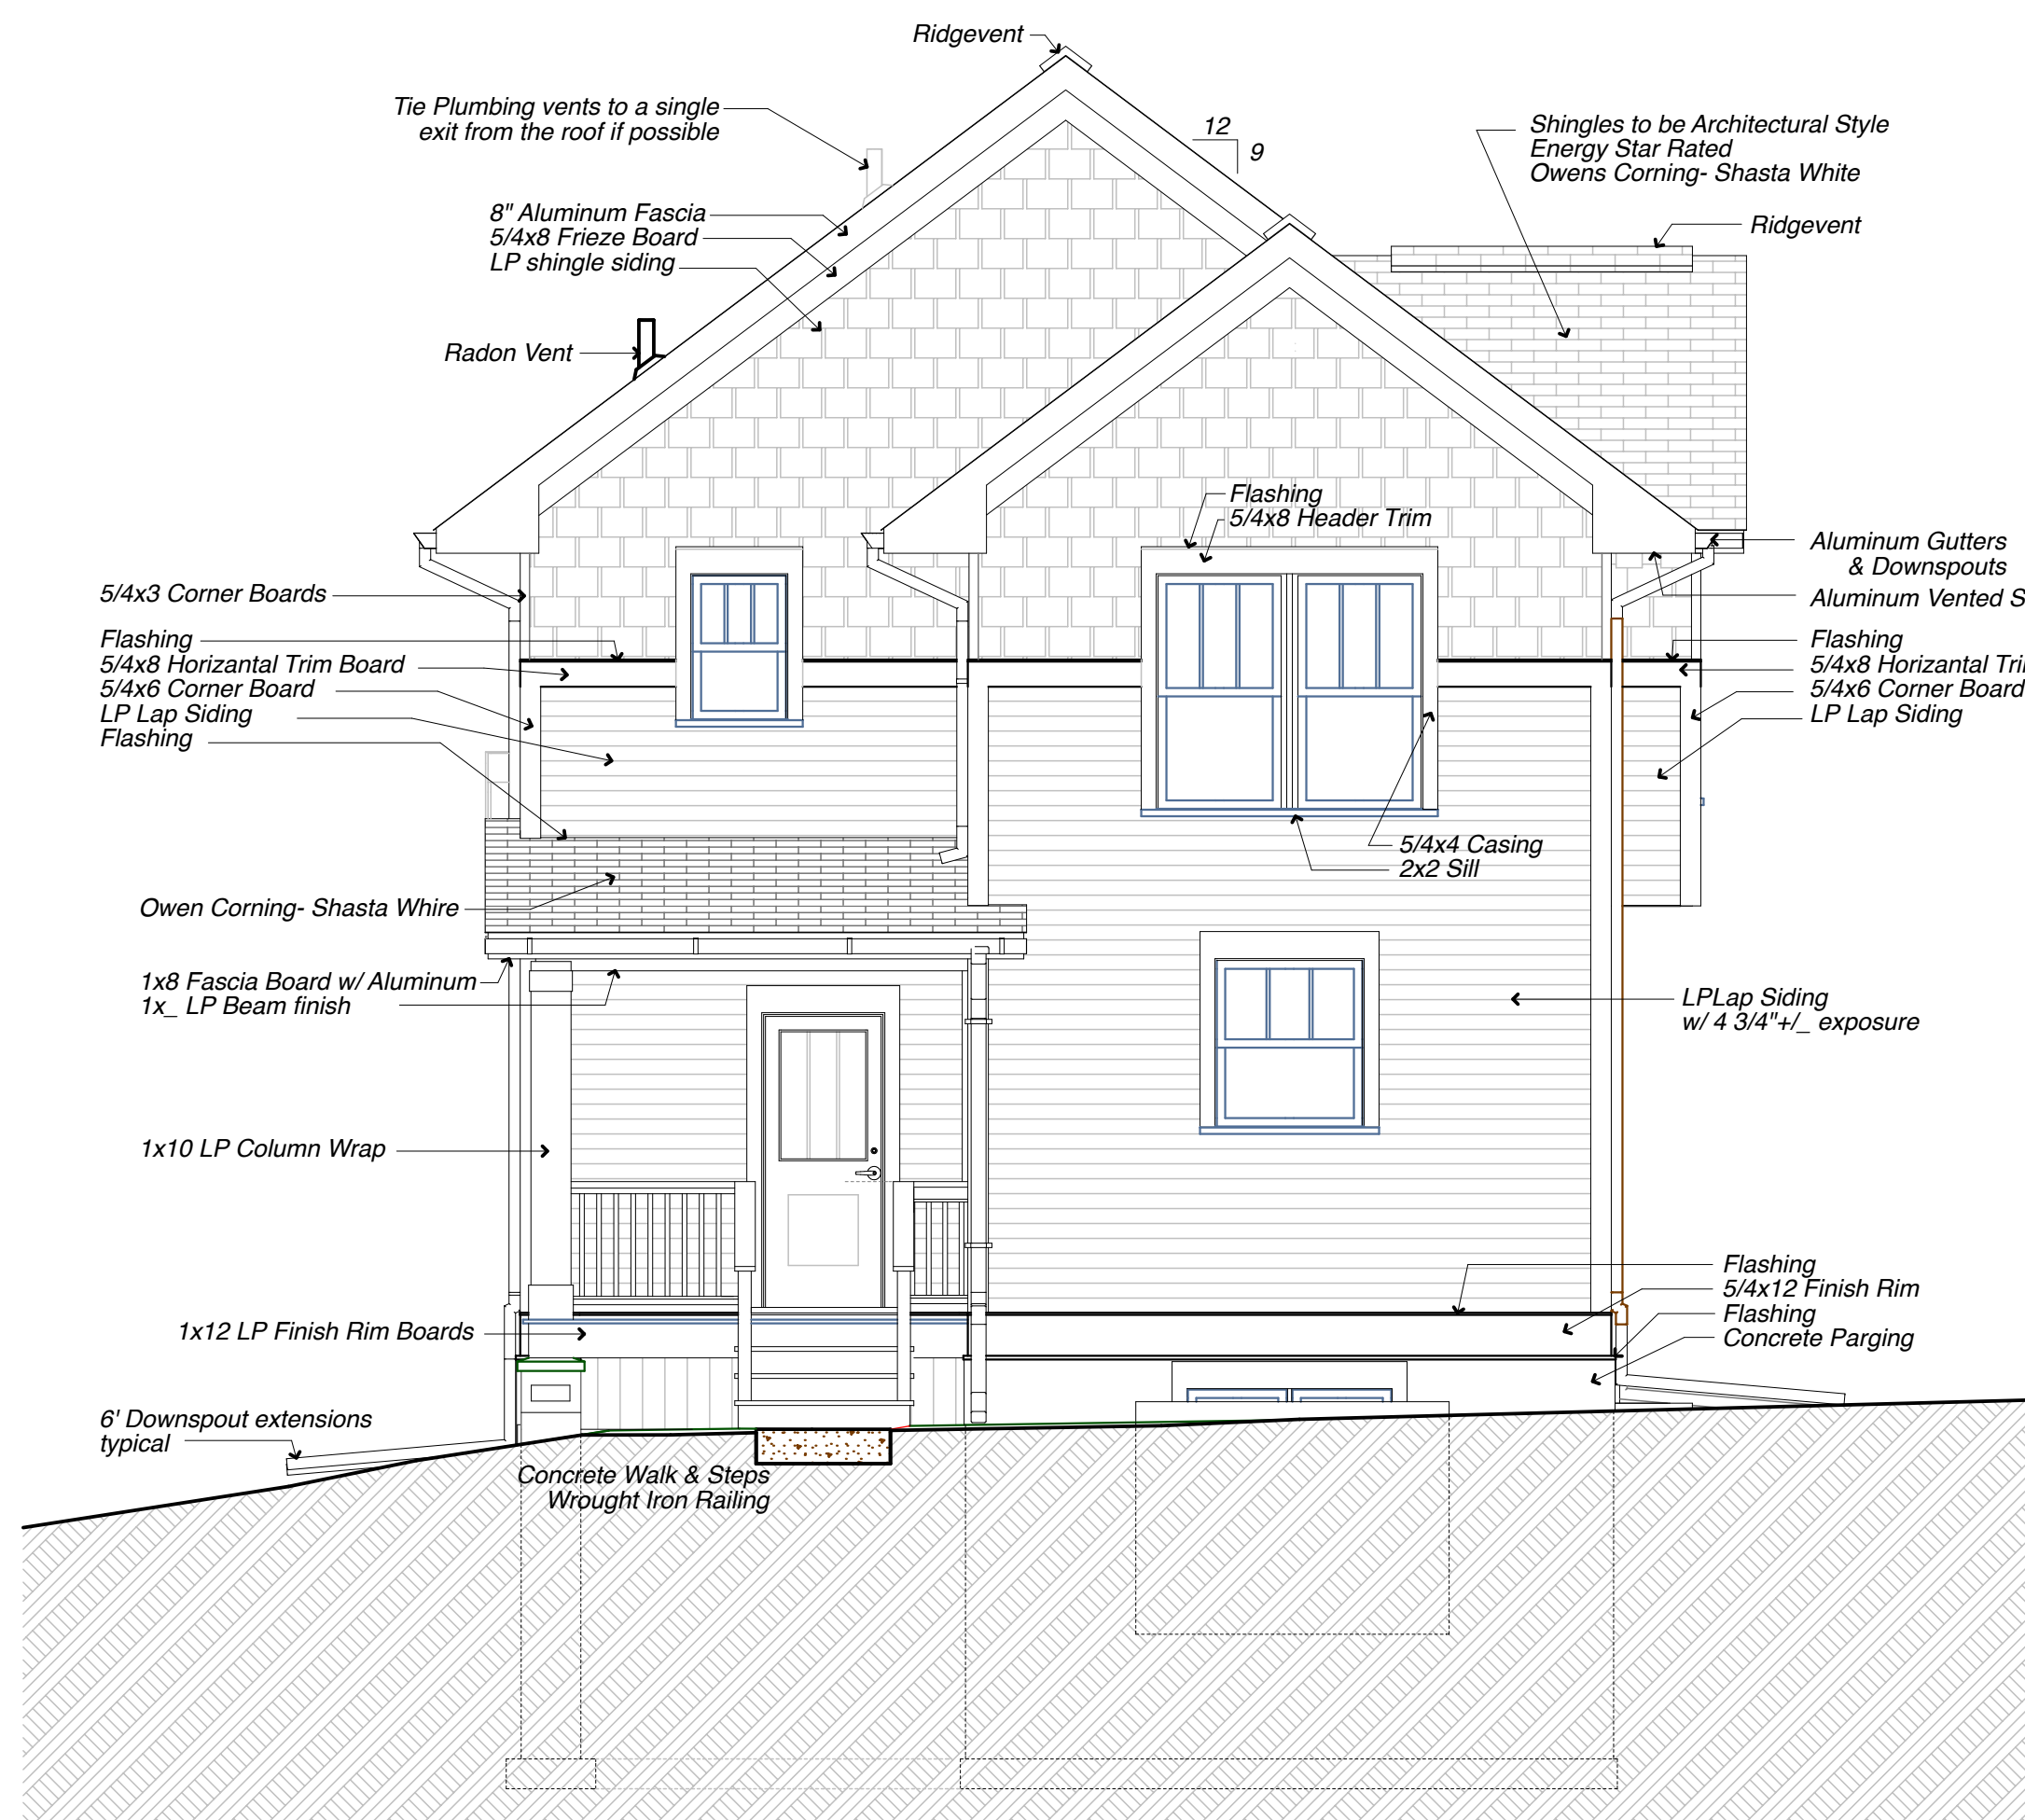 Ridgevent
Tie Plumbing vents to a single
exit from the roof if possible
12
9
Shingles to be Architectural Style
Energy Star Rated
Owens Corning- Shasta White
8" Aluminum Fascia
5/4x8 Frieze Board
LP shingle siding
Ridgevent
Radon Vent
Flashing
5/4x8 Header Trim
Aluminum Gutters
& Downspouts
Aluminum Vented S
5/4x3 Corner Boards
Flashing
5/4x8 Horizantal Trim Board
5/4x6 Corner Board
LP Lap Siding
Flashing
Flashing
5/4x8 Horizantal Tri
5/4x6 Corner Board
LP Lap Siding
5/4x4 Casing
2x2 Sill
Owen Corning- Shasta Whire
1x8 Fascia Board w/ Aluminum
1x_ LP Beam finish
LPLap Siding
w/ 4 3/4"+/_ exposure
1x10 LP Column Wrap
Flashing
5/4x12 Finish Rim
Flashing
Concrete Parging
1x12 LP Finish Rim Boards
6' Downspout extensions
typical
Concrete Walk & Steps
Wrought Iron Railing